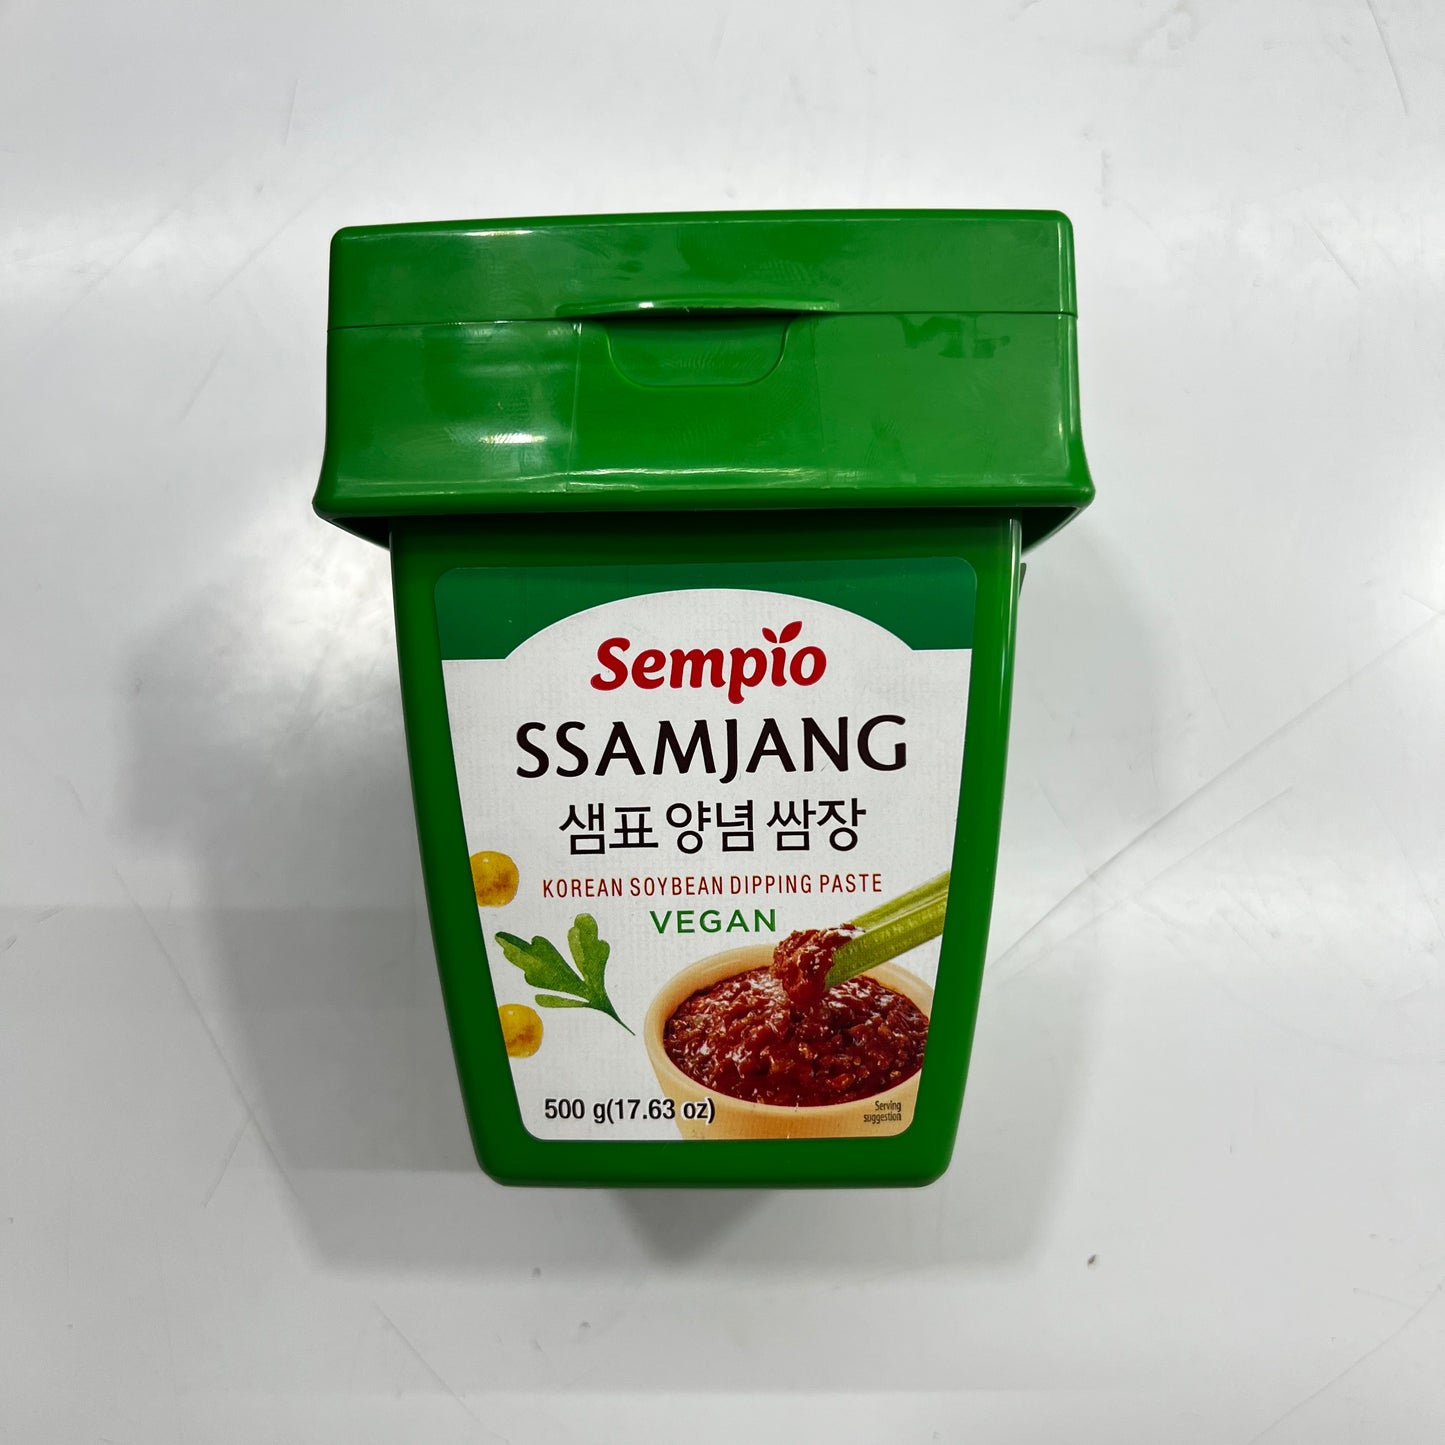 Sempio
SSAMJANG
샘표 양념 쌈장
KOREAN SOYBEAN DIPPING PASTE
VEGAN
500 g(17.63 oz)
Serving
suggestion